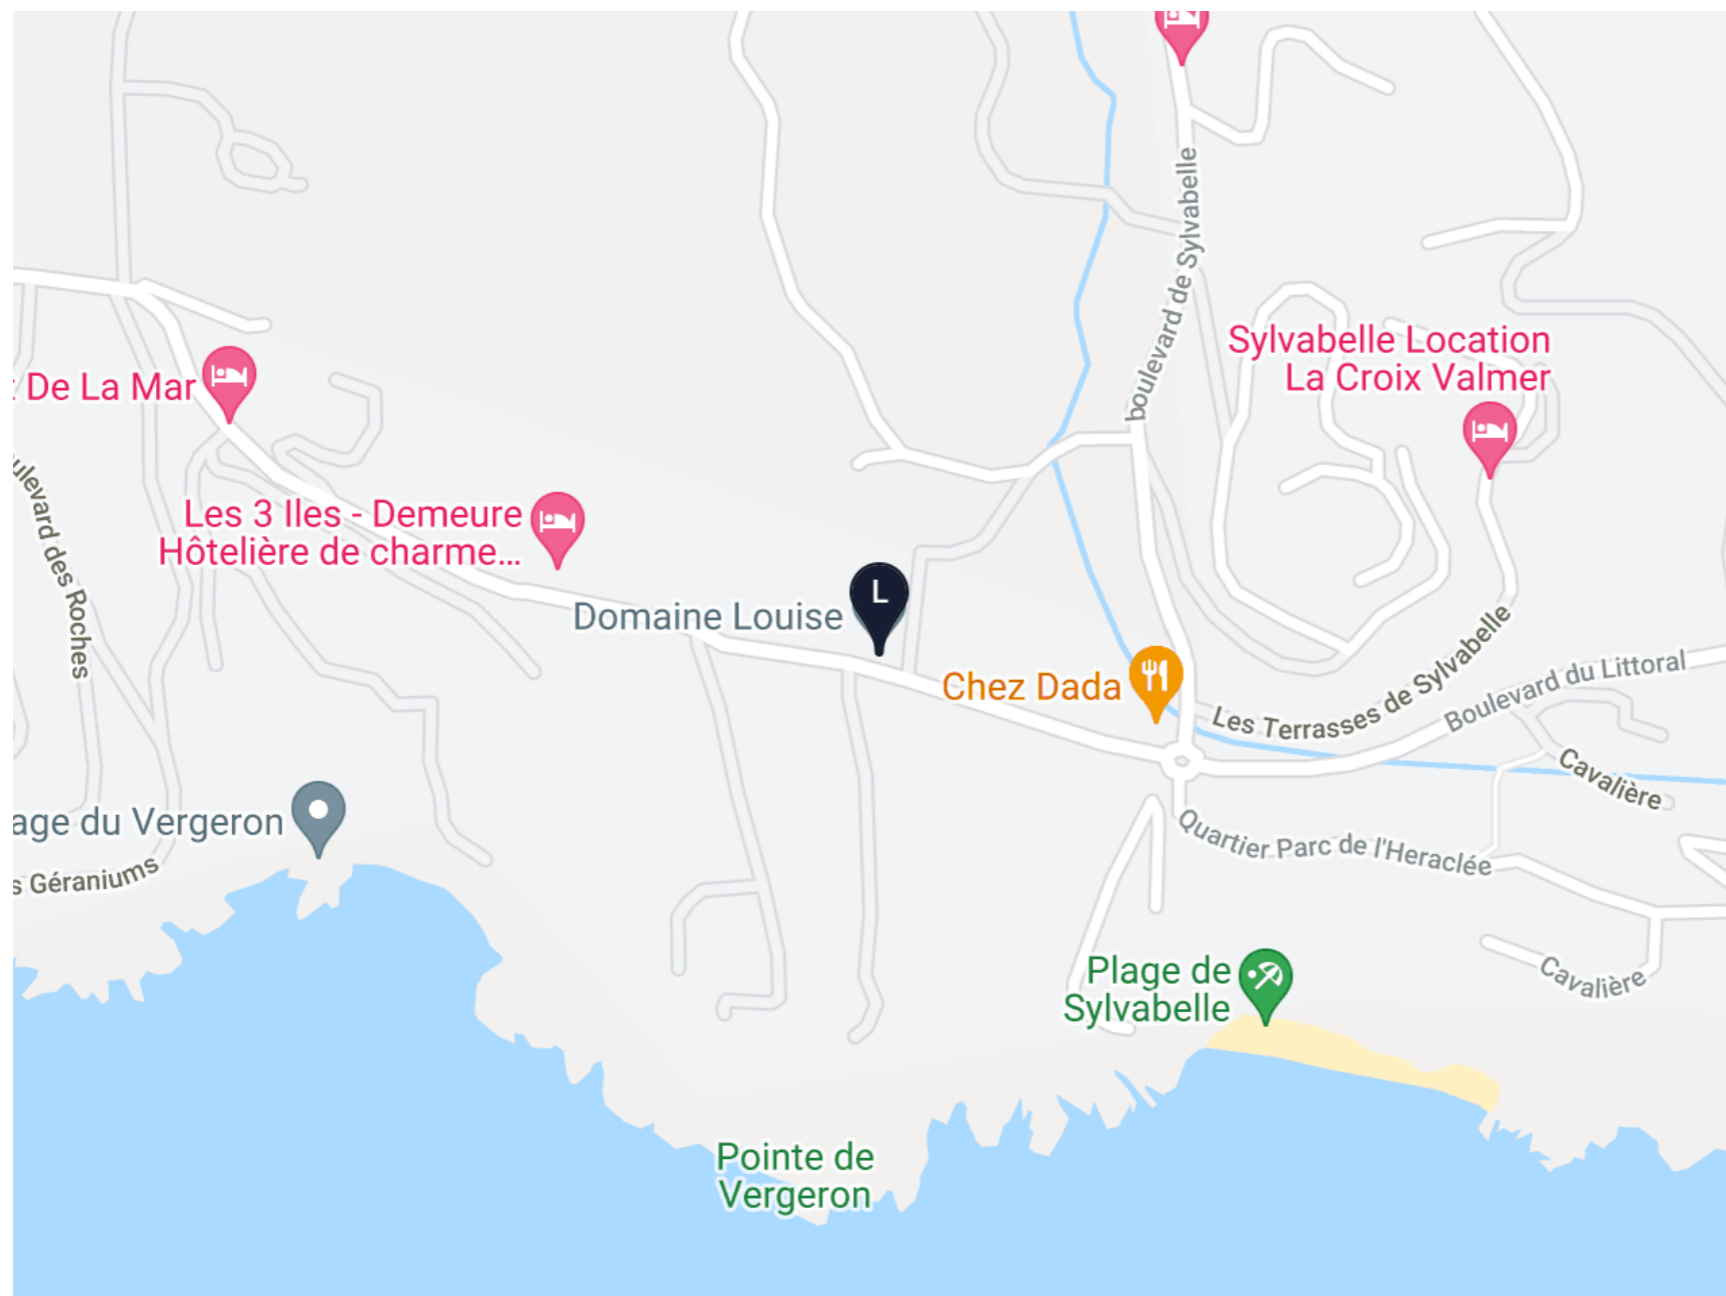 boulevard de Sylvabelle
Sylvabelle Location
La Croix Valmer
De La Mar
Les 3 Iles - Demeure
Hôtelière de charme...
des Roches
Domaine Louise
L
Chez Dada
Les Terrasses de Sylvabelle
Boulevard du Littoral
Cavalière
du Vergeron
Quartier Parc de l'Heraclée
Géraniums
Plage de
Sylvabelle
Cavalière
Pointe de
Vergeron